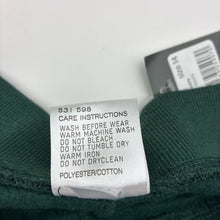 531 598
CARE INSTRUCTIONS
WASH BEFORE WEAR
WARM MACHINE WASH
DO NOT BLEACH
DO NOT TUMBLE DRY
WARM IRON
DO NOT DRYCLEAN
POLYESTER/COTTON